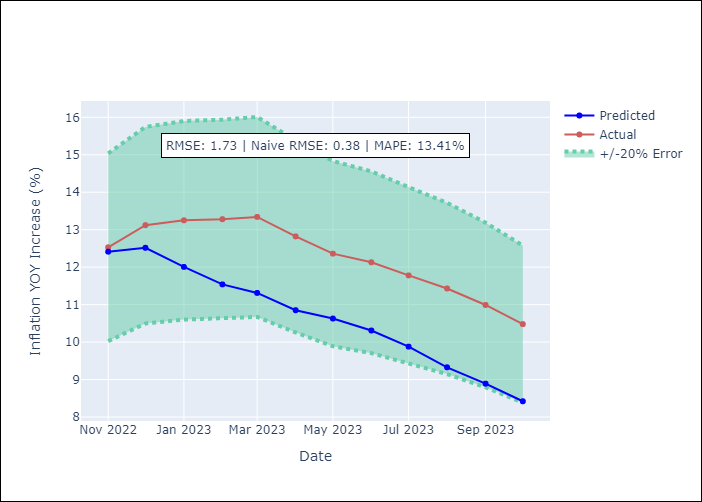 RMSE: 1.73 | Naive RMSE: 0.38 | MAPE: 13.41%
Predicted
Actual
+/-20% Error
Inflation YOY Increase (%)
16
15
14
13
12
11
10
9
8
Nov 2022 Jan 2023 Mar 2023 May 2023 Jul 2023 Sep 2023
Date